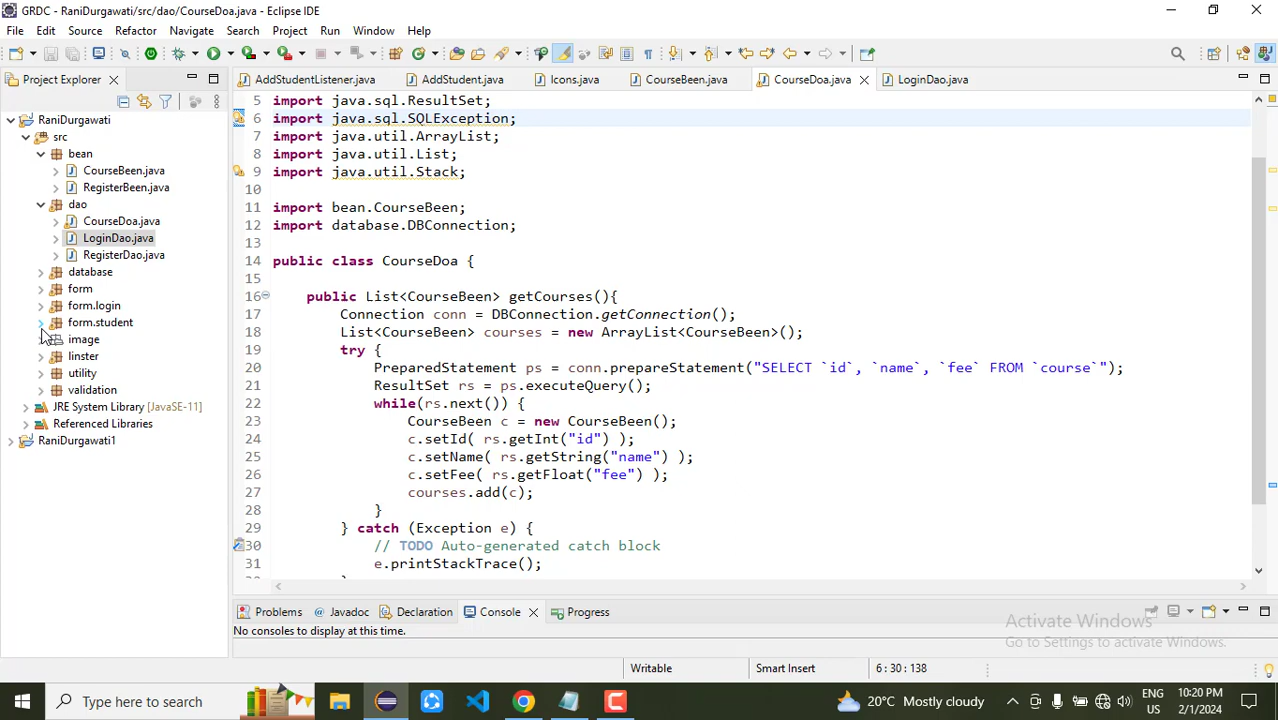 GRDC - RaniDurgawati/src/dao/CourseDoa.java - Eclipse IDE
File Edit Source Refactor Navigate Search Project Run Window Help
Project Explorer
AddStudentListener.java AddStudent.java Icons.java CourseBeen.java CourseDoa.java LoginDao.java
RaniDurgawati
src
bean
CourseBeen.java
RegisterBeen.java
dao
CourseDoa.java
LoginDao.java
RegisterDao.java
database
form
form.login
form.student
image
linster
utility
validation
JRE System Library [JavaSE-11]
Referenced Libraries
RaniDurgawati1
5 import java.sql.ResultSet;
6 import java.sql.SQLException;
7 import java.util.ArrayList;
8 import java.util.List;
9 import java.util.Stack;
10
11 import bean.CourseBeen;
12 import database.DBConnection;
13
14 public class CourseDoa {
15
16 public List<CourseBeen> getCourses(){
17 Connection conn = DBConnection.getConnection();
18 List<CourseBeen> courses = new ArrayList<CourseBeen>();
19 try {
20 PreparedStatement ps = conn.prepareStatement("SELECT `id`, `name`, `fee` FROM `course`");
21 ResultSet rs = ps.executeQuery();
22 while(rs.next()) {
23 CourseBeen c = new CourseBeen();
24 c.setId( rs.getInt("id") );
25 c.setName( rs.getString("name") );
26 c.setFee( rs.getFloat("fee") );
27 courses.add(c);
28 }
29 } catch (Exception e) {
30 // TODO Auto-generated catch block
31 e.printStackTrace();
Problems Javadoc Declaration Console Progress
No consoles to display at this time.
Activate Windows
Go to Settings to activate Windows.
Writable Smart Insert 6 : 30 : 138
Type here to search
20°C Mostly cloudy
ENG
US
10:20 PM
2/1/2024